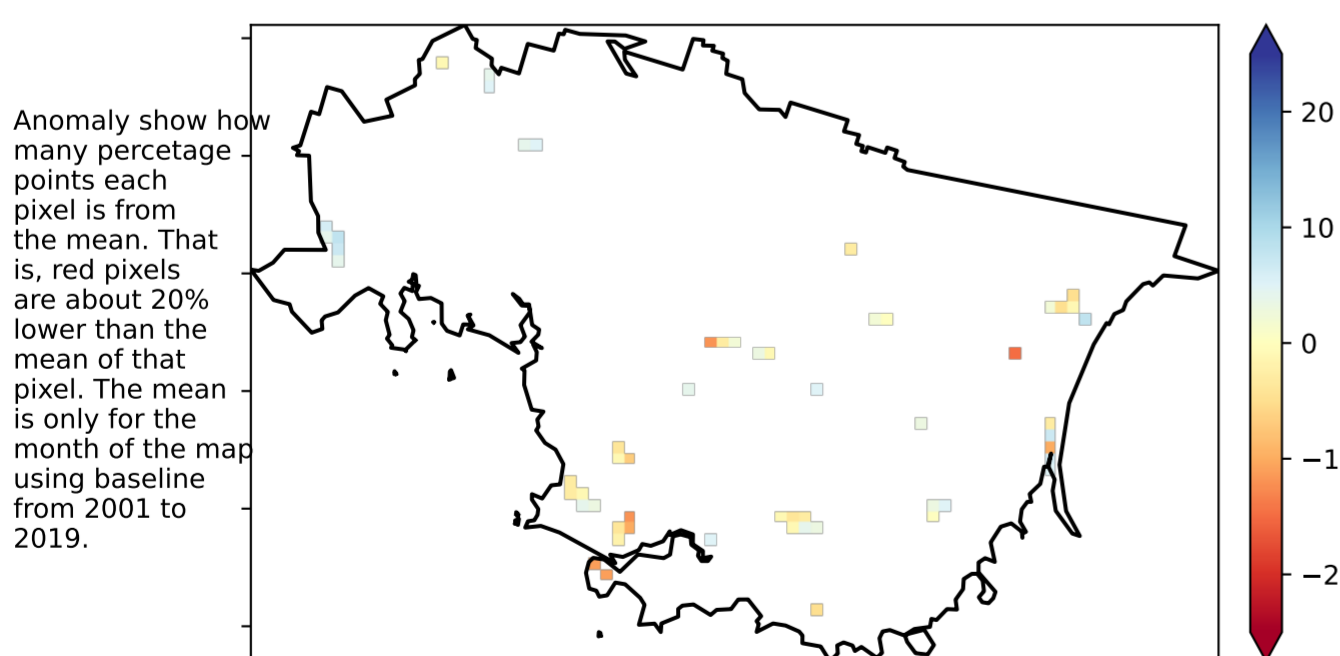 Anomaly show how
many percetage
points each
pixel is from
the mean. That
is, red pixels
are about 20%
lower than the
mean of that
pixel. The mean
is only for the
month of the map
using baseline
from 2001 to
2019.
20
10
0
−1
−2